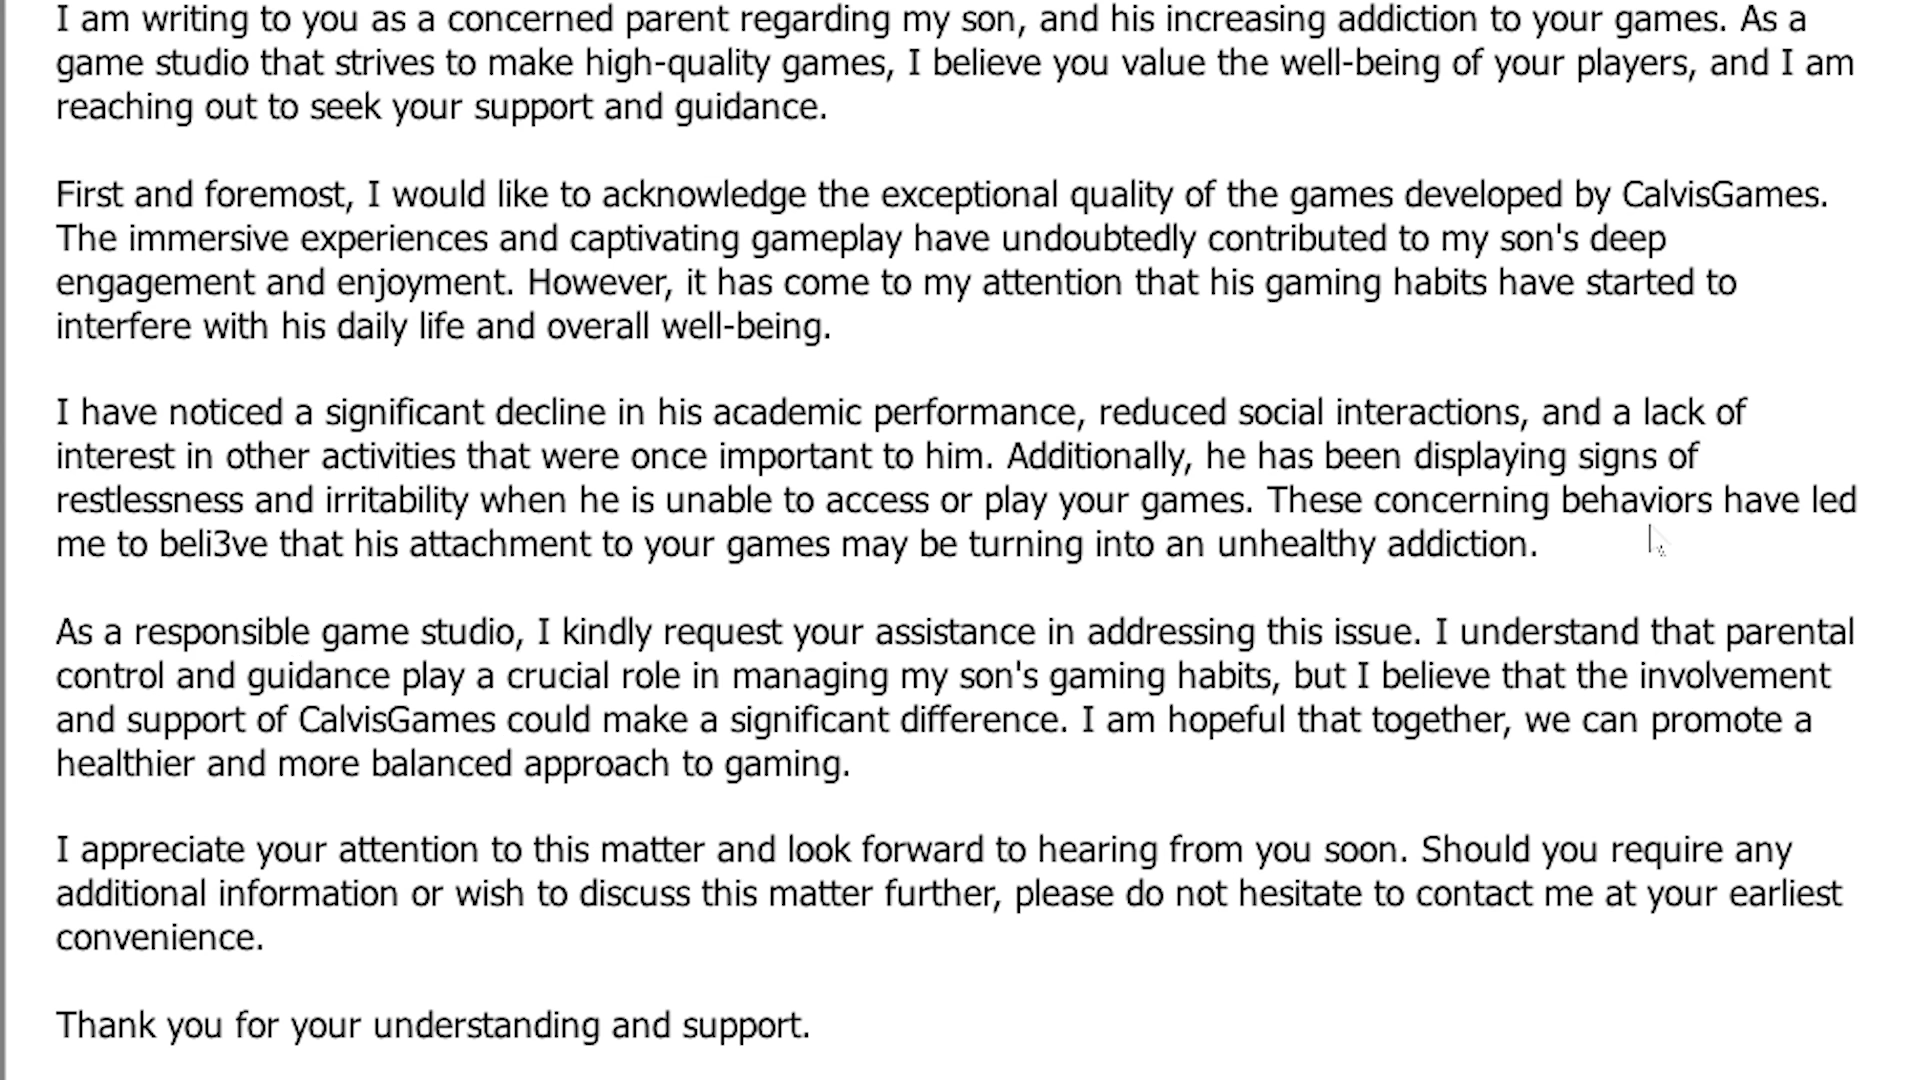 I am writing to you as a concerned parent regarding my son, and his increasing addiction to your games. As a
game studio that strives to make high-quality games, I believe you value the well-being of your players, and I am
reaching out to seek your support and guidance.
First and foremost, I would like to acknowledge the exceptional quality of the games developed by CalvisGames.
The immersive experiences and captivating gameplay have undoubtedly contributed to my son's deep
engagement and enjoyment. However, it has come to my attention that his gaming habits have started to
interfere with his daily life and overall well-being.
I have noticed a significant decline in his academic performance, reduced social interactions, and a lack of
interest in other activities that were once important to him. Additionally, he has been displaying signs of
restlessness and irritability when he is unable to access or play your games. These concerning behaviors have led
me to beli3ve that his attachment to your games may be turning into an unhealthy addiction.
As a responsible game studio, I kindly request your assistance in addressing this issue. I understand that parental
control and guidance play a crucial role in managing my son's gaming habits, but I believe that the involvement
and support of CalvisGames could make a significant difference. I am hopeful that together, we can promote a
healthier and more balanced approach to gaming.
I appreciate your attention to this matter and look forward to hearing from you soon. Should you require any
additional information or wish to discuss this matter further, please do not hesitate to contact me at your earliest
convenience.
Thank you for your understanding and support.